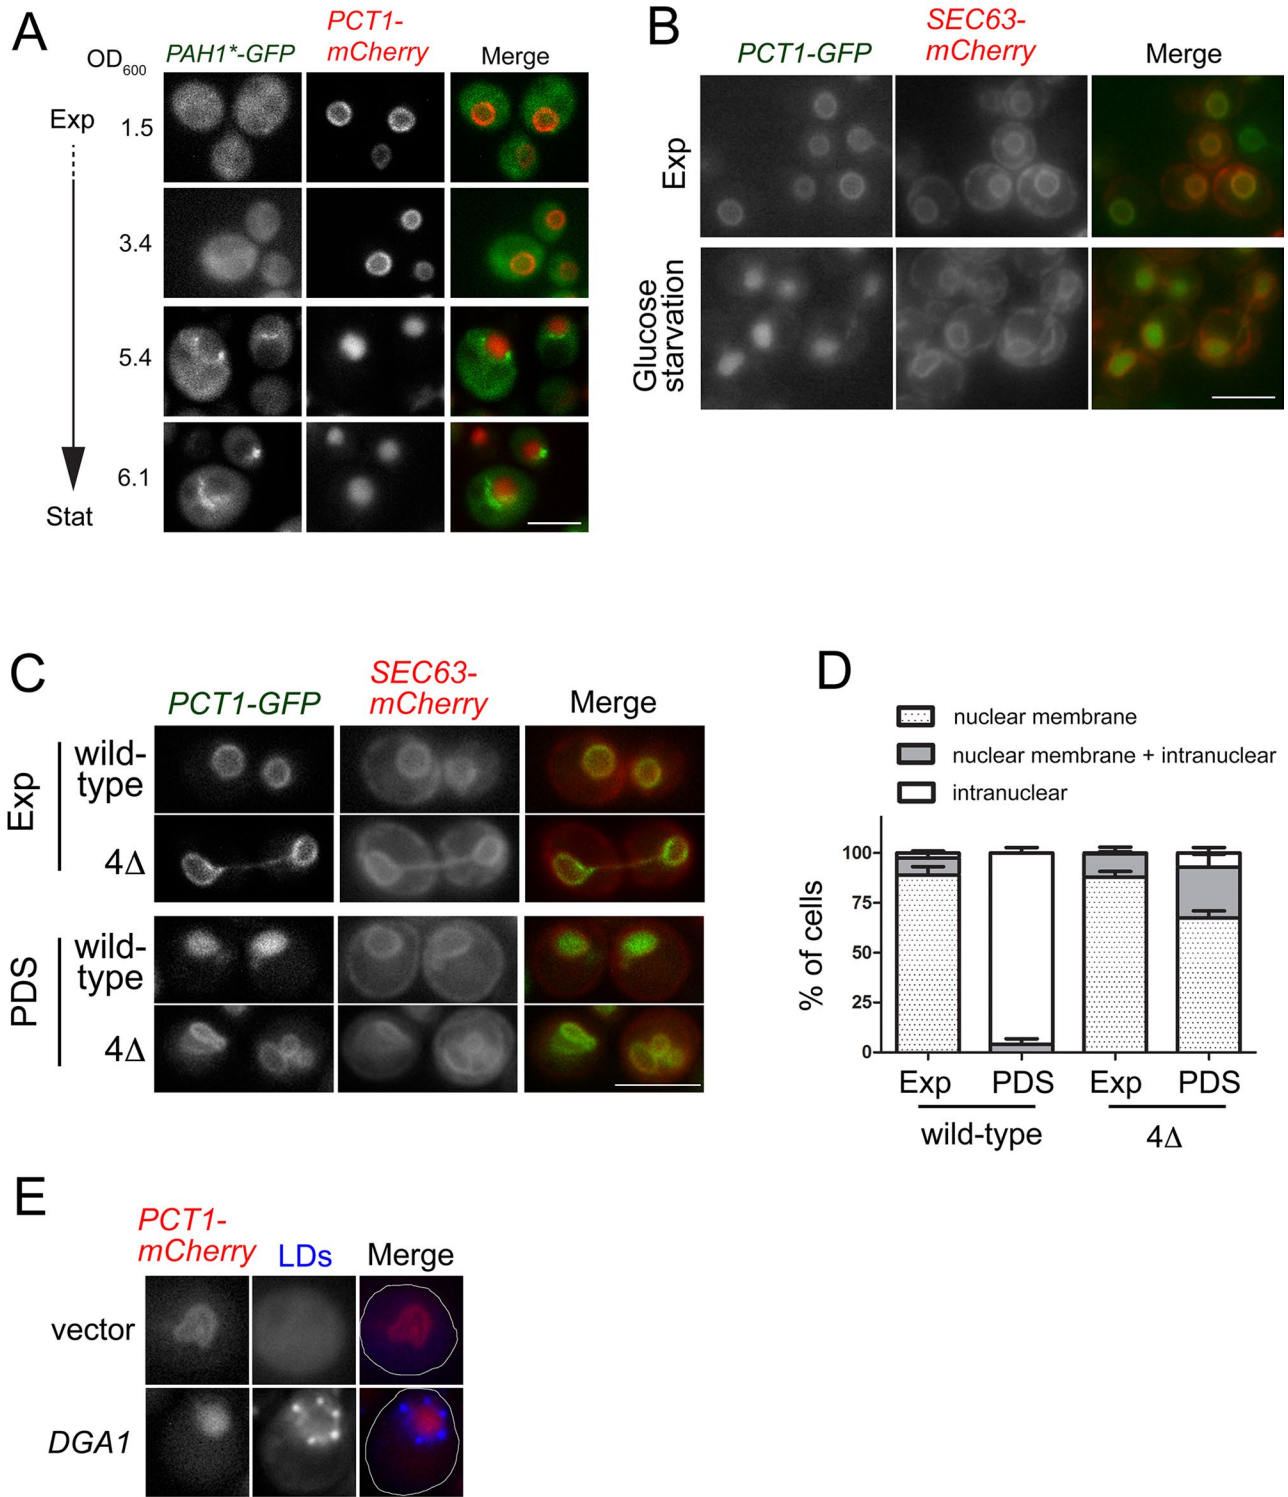 A
OD600
PAH1*-GFP
PCT1-
mCherry
Merge
Exp
1.5
3.4
5.4
6.1
Stat
B
PCT1-GFP
SEC63-
mCherry
Merge
Exp
Glucose
starvation
C
PCT1-GFP
SEC63-
mCherry
Merge
Exp
wild-
type
4Δ
PDS
wild-
type
4Δ
D
nuclear membrane
nuclear membrane + intranuclear
intranuclear
% of cells
100
75
50
25
0
Exp
PDS
Exp
PDS
wild-type
4Δ
E
PCT1-
mCherry
LDs
Merge
vector
DGA1